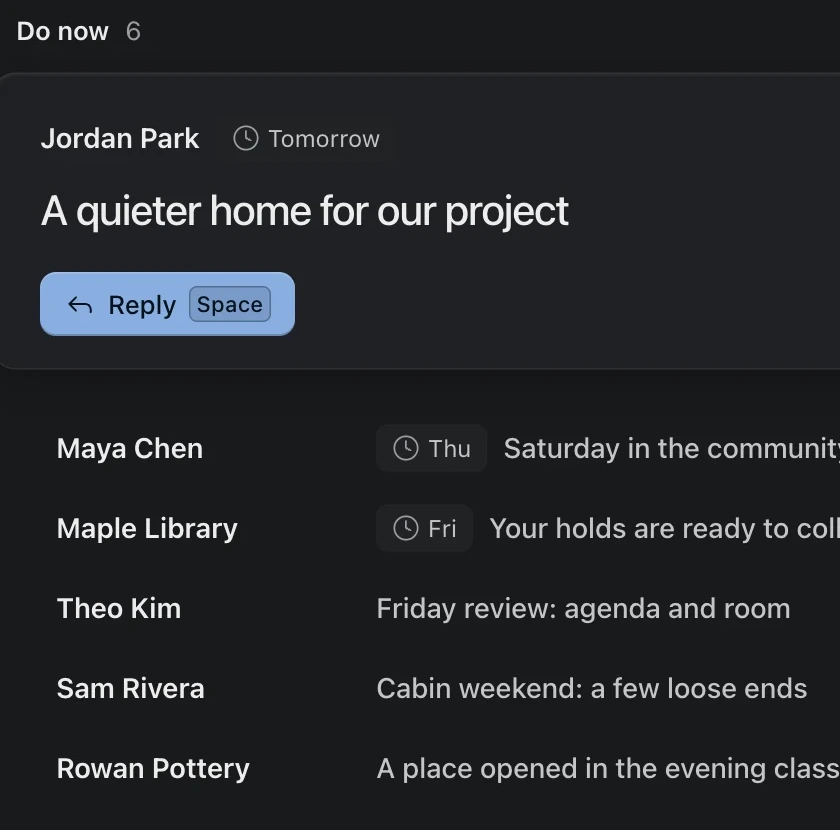 Do now 6
Jordan Park Tomorrow
A quieter home for our project
Reply Space
Maya Chen Thu Saturday in the community
Maple Library Fri Your holds are ready to coll
Theo Kim Friday review: agenda and room
Sam Rivera Cabin weekend: a few loose ends
Rowan Pottery A place opened in the evening class